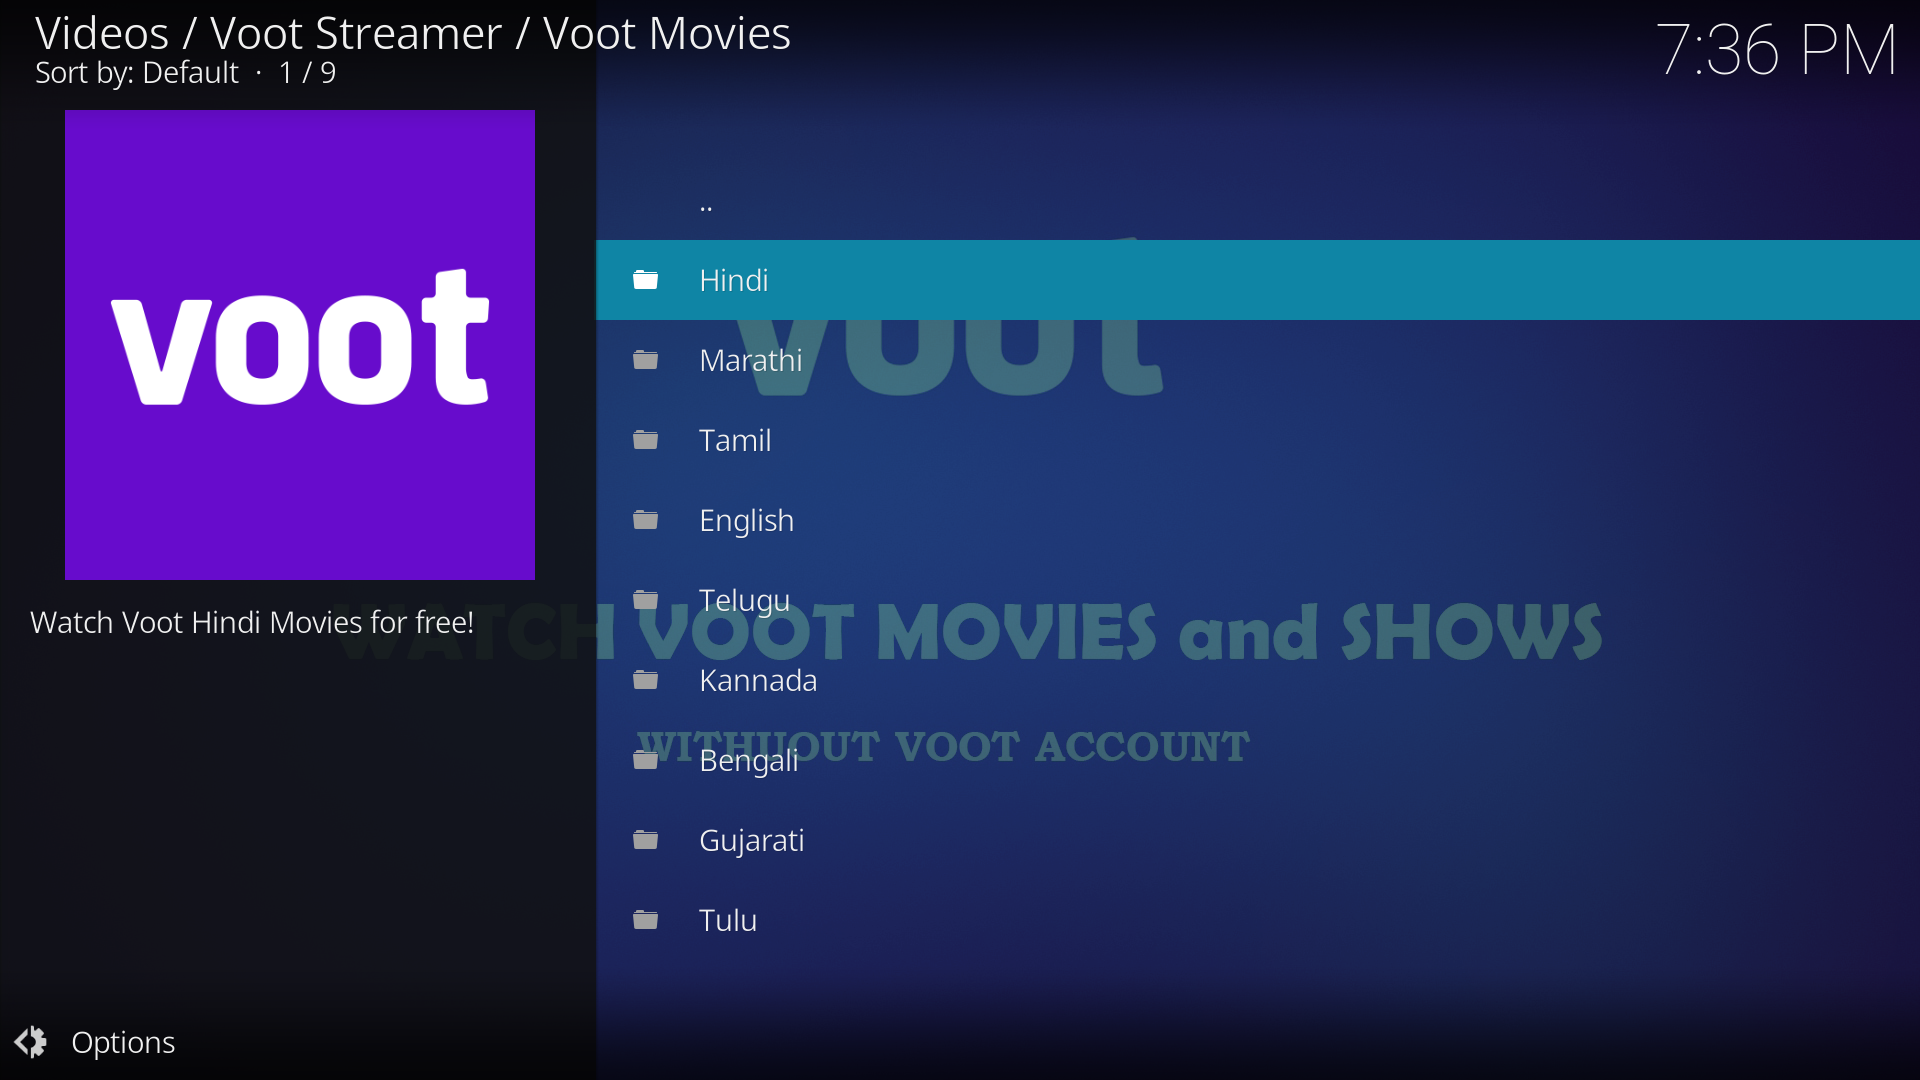 Videos / Voot Streamer / Voot Movies
Sort by: Default · 1 / 9
7:36 PM
voot
Watch Voot Hindi Movies for free!
..
Hindi
Marathi
Tamil
English
Telugu
Kannada
Bengali
Gujarati
Tulu
voot
WATCH VOOT MOVIES and SHOWS
WITHUOUT VOOT ACCOUNT
Options